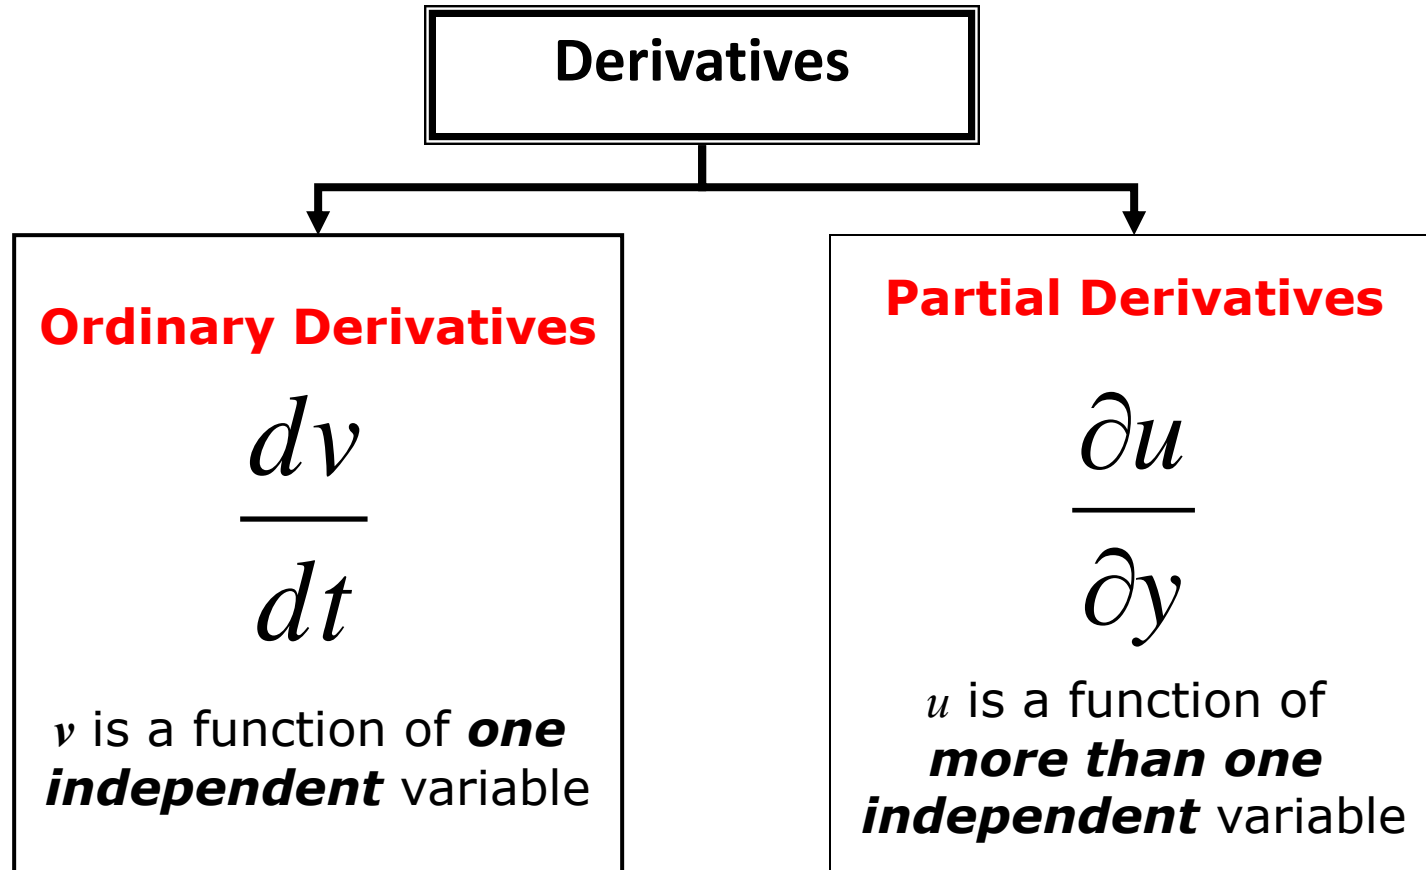 Derivatives
Ordinary Derivatives
dv
dt
v is a function of one
independent variable
Partial Derivatives
∂u
∂y
u is a function of
more than one
independent variable